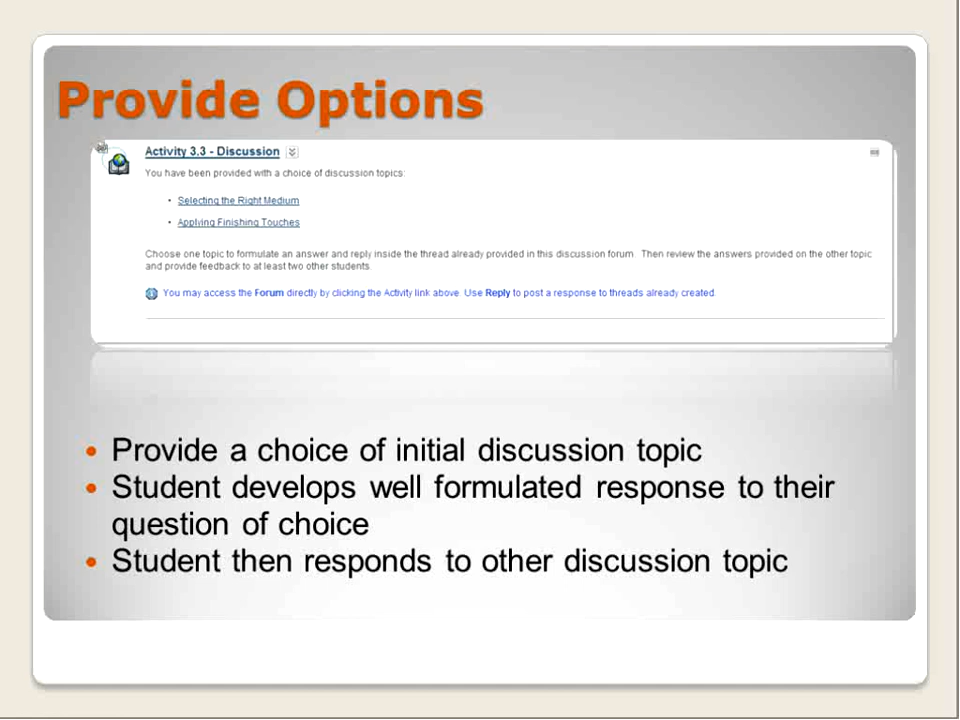 Provide Options
Activity 3.3 - Discussion
You have been provided with a choice of discussion topics:
• Selecting the Right Medium
• Applying Finishing Touches
Choose one topic to formulate an answer and reply inside the thread already provided in this discussion forum. Then review the answers provided on the other topic
and provide feedback to at least two other students.
You may access the Forum directly by clicking the Activity link above. Use Reply to post a response to threads already created.
• Provide a choice of initial discussion topic
• Student develops well formulated response to their
question of choice
• Student then responds to other discussion topic